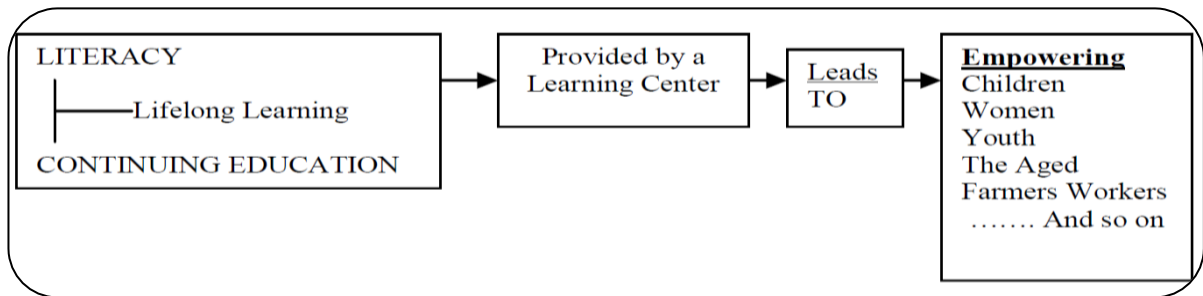 LITERACY
Lifelong Learning
CONTINUING EDUCATION
Provided by a
Learning Center
Leads
TO
Empowering
Children
Women
Youth
The Aged
Farmers Workers
……. And so on